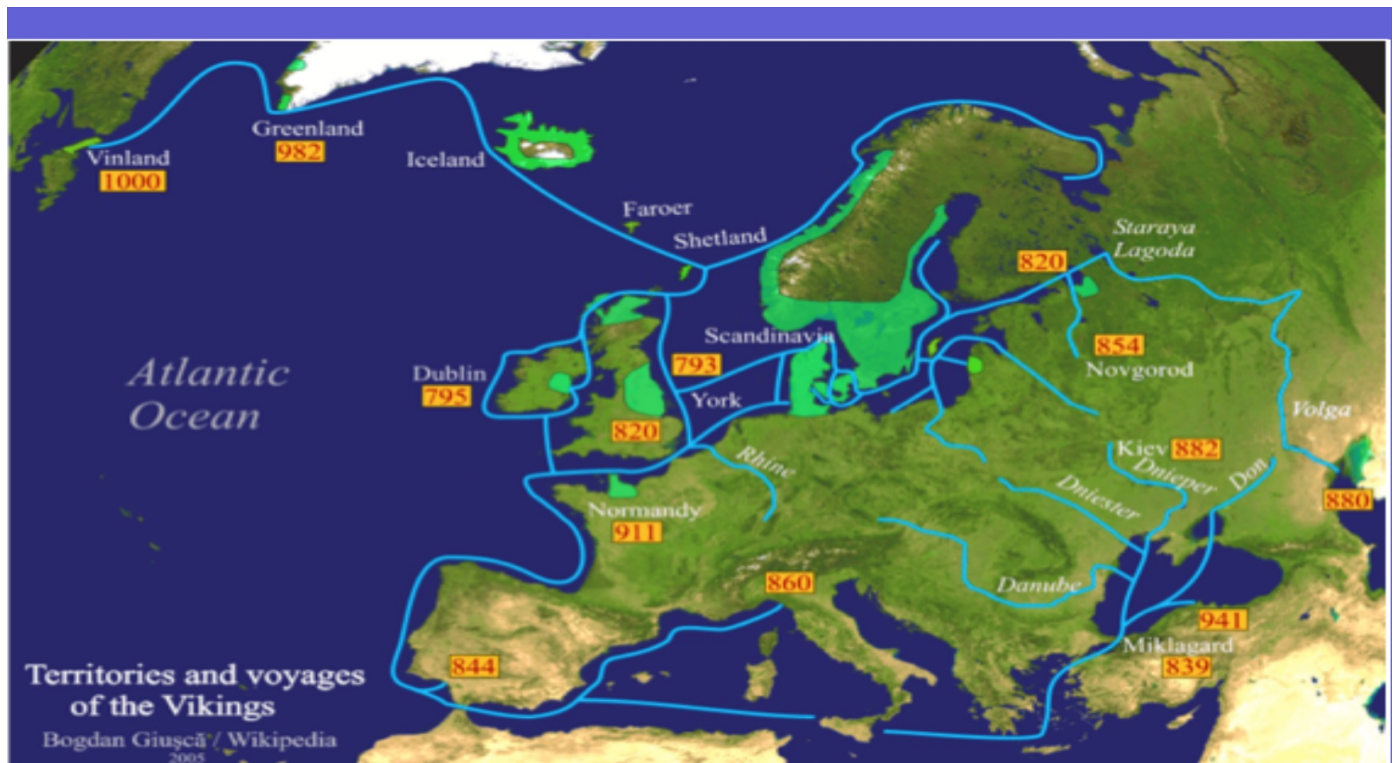 Greenland
982
Vinland
1000
Iceland
Faroer
Shetland
Staraya
Lagoda
820
Scandinavia
854
Novgorod
Atlantic
Ocean
Dublin
795
793
York
820
Volga
Kiev 882
Rhine
Dnieper
Don
Dniester
880
Normandy
911
Danube
860
941
Miklagard
839
844
Territories and voyages
of the Vikings
Bogdan Giuşcă / Wikipedia
2005